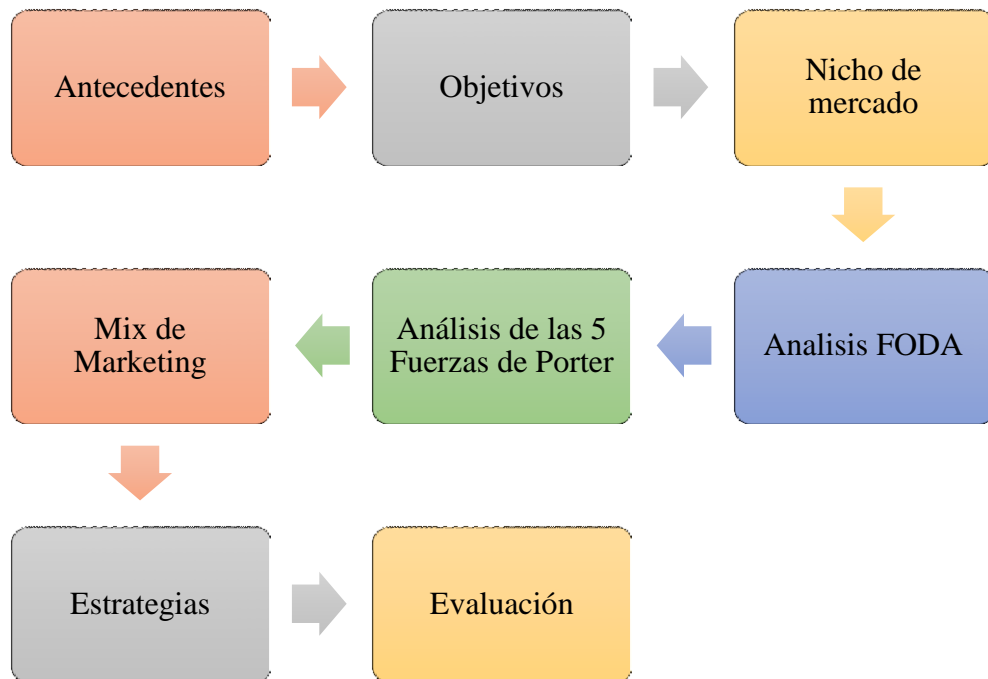 Antecedentes
Objetivos
Nicho de
mercado
Analisis FODA
Análisis de las 5
Fuerzas de Porter
Mix de
Marketing
Estrategias
Evaluación